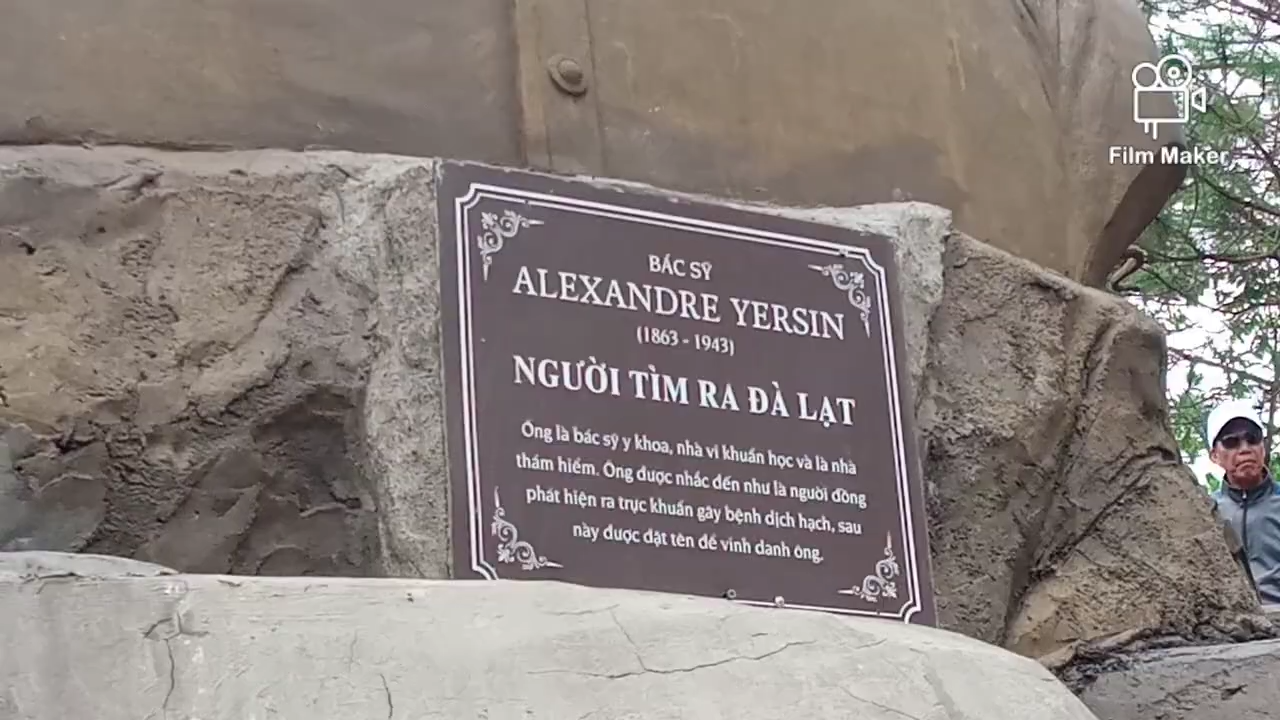 Film Maker
BÁC SỸ
ALEXANDRE YERSIN
(1863 - 1943)
NGƯỜI TÌM RA ĐÀ LẠT
Ông là bác sỹ y khoa, nhà vi khuẩn học và là nhà
thám hiểm. Ông được nhắc đến như là người đồng
phát hiện ra trực khuẩn gây bệnh dịch hạch, sau
này được đặt tên để vinh danh ông.